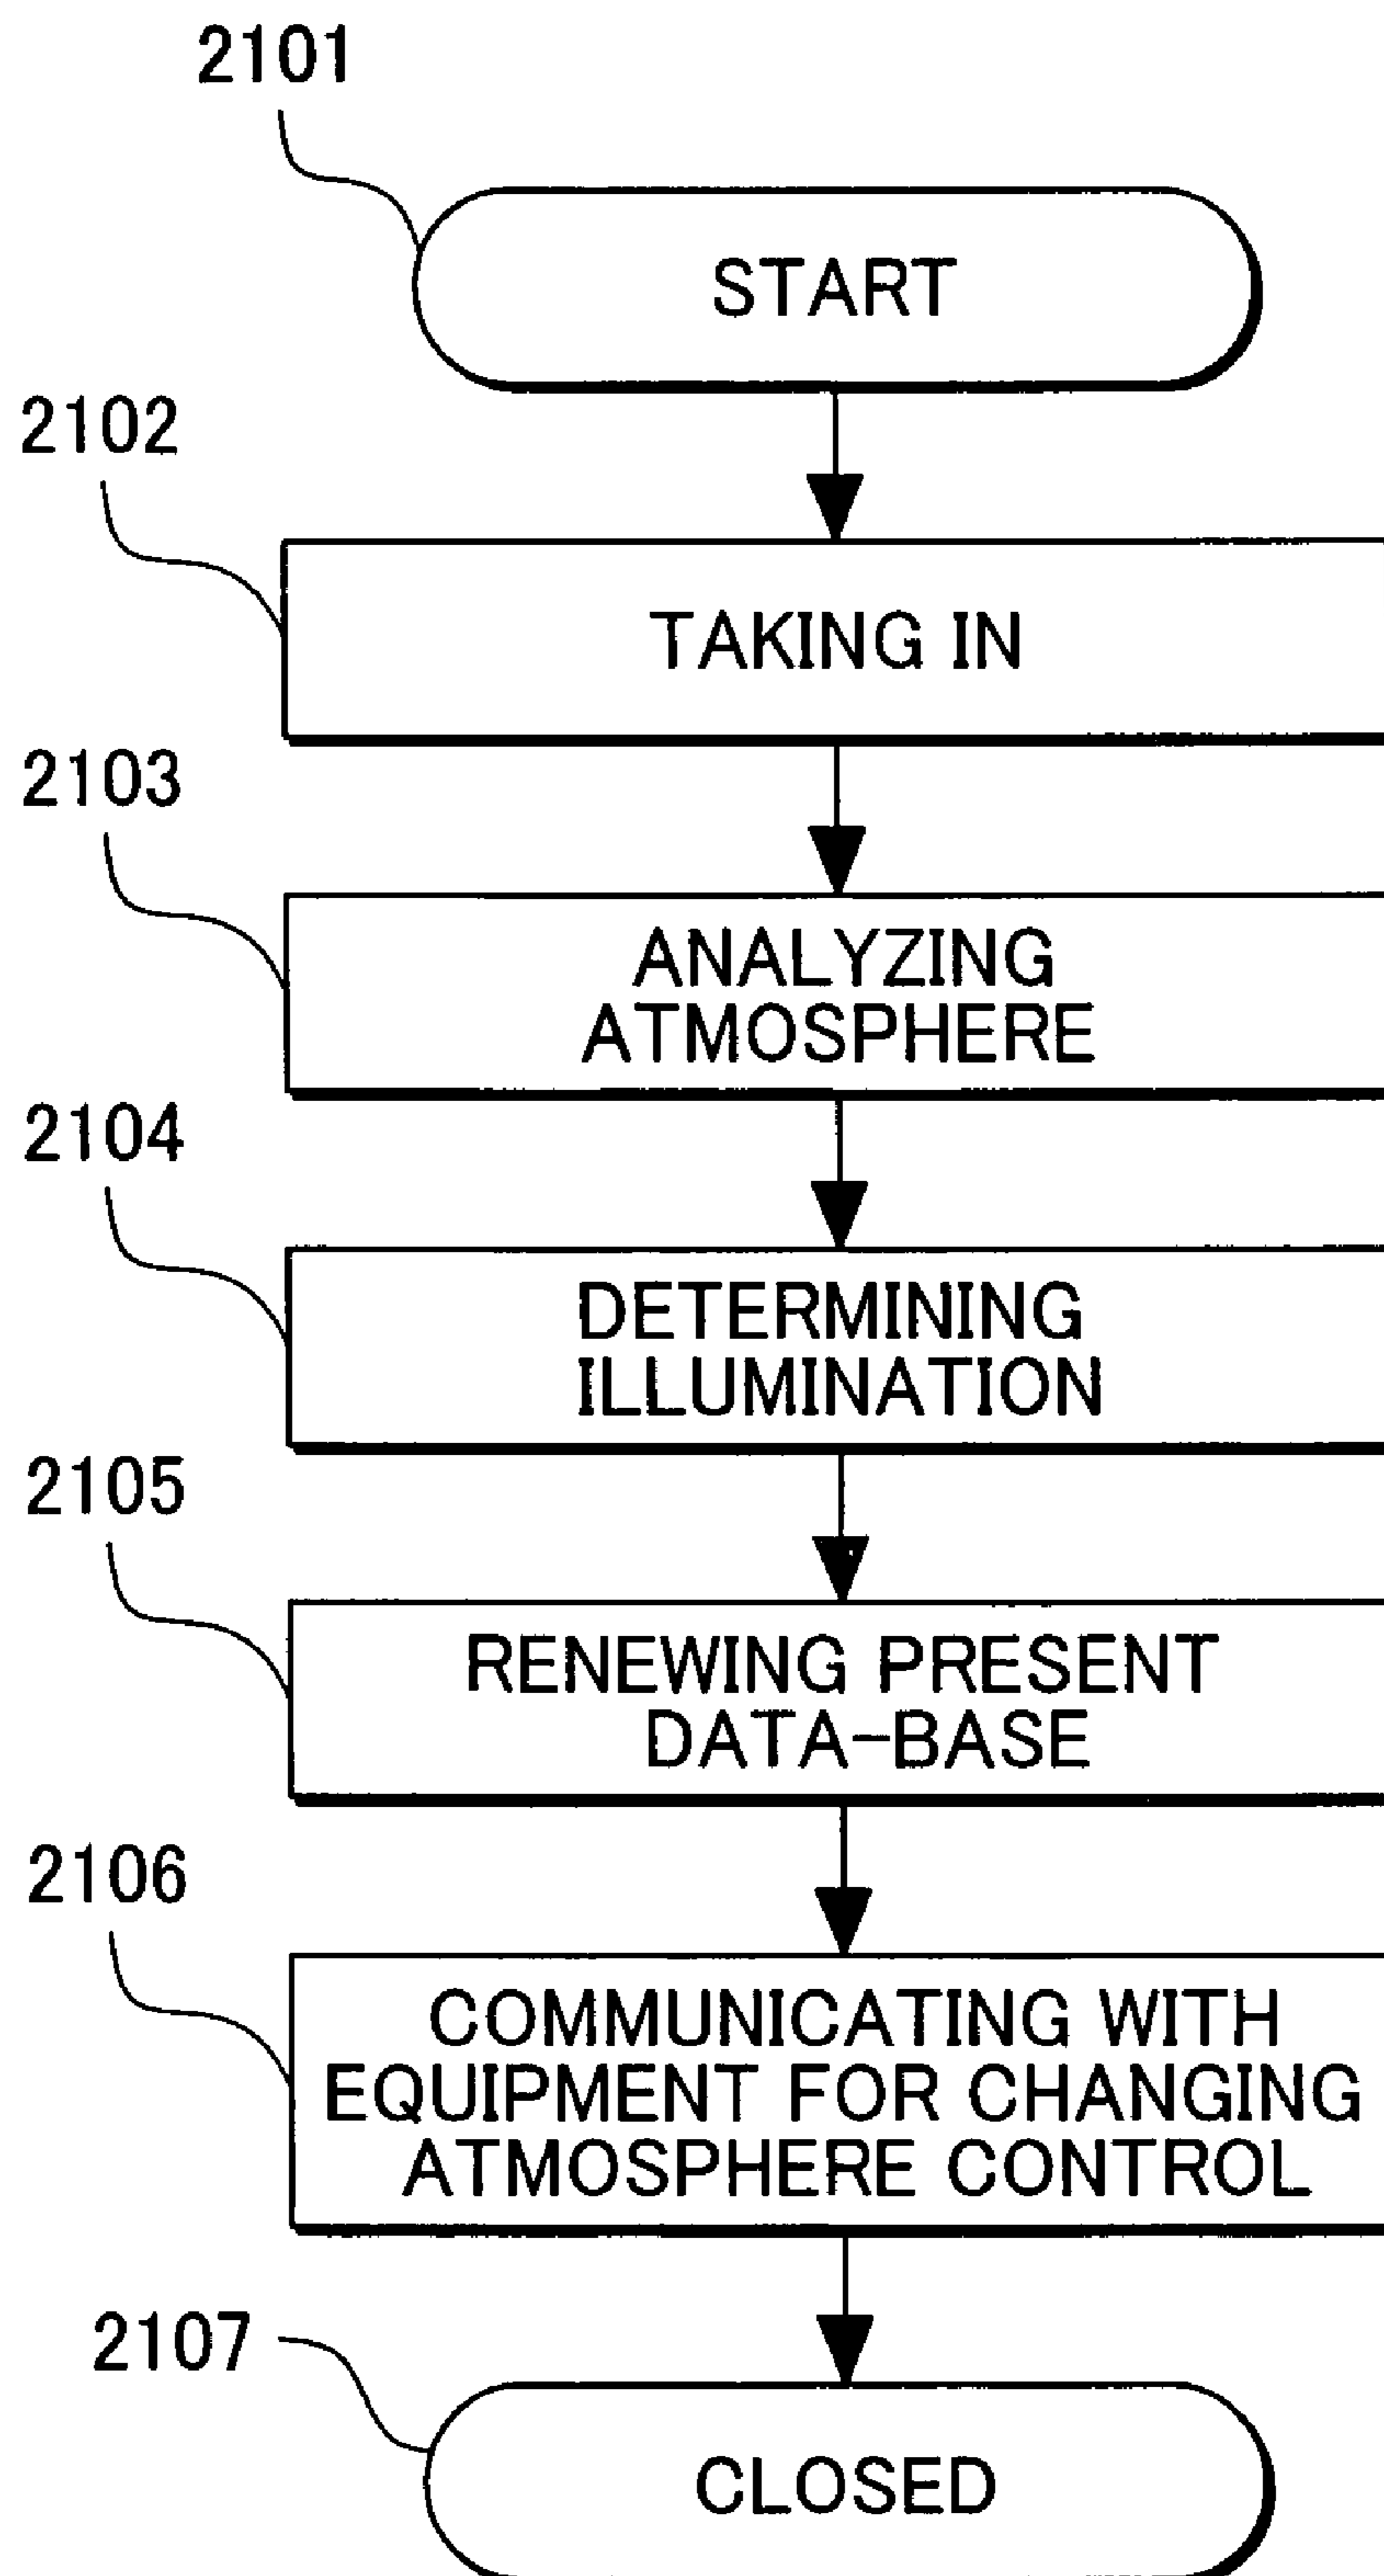 2101
START
2102
TAKING IN
2103
ANALYZING
ATMOSPHERE
2104
DETERMINING
ILLUMINATION
2105
RENEWING PRESENT
DATA-BASE
2106
COMMUNICATING WITH
EQUIPMENT FOR CHANGING
ATMOSPHERE CONTROL
2107
CLOSED